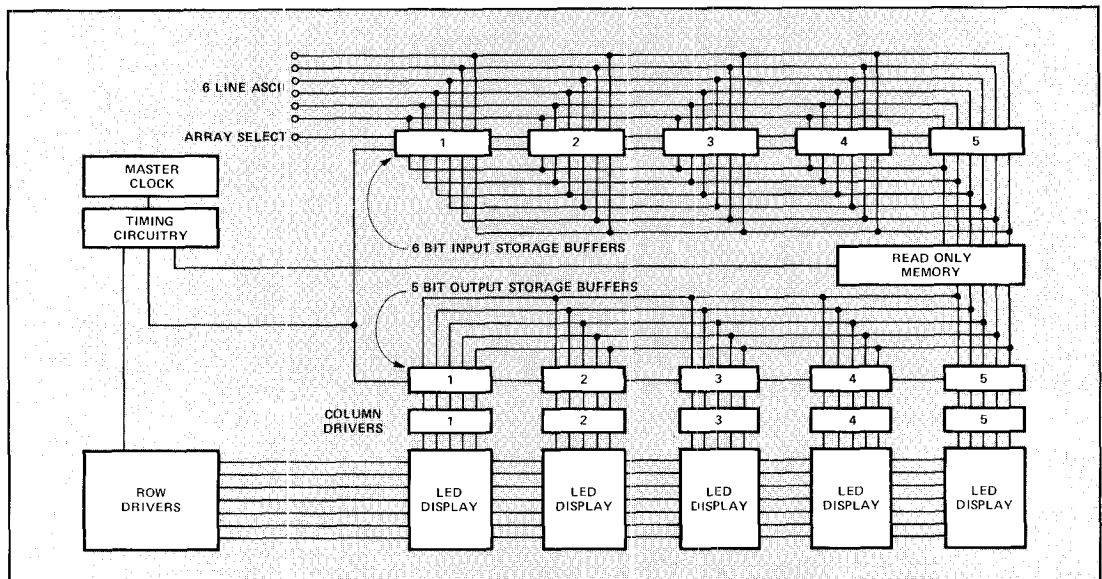 6 LINE ASCII
ARRAY SELECT
1 2 3 4 5
MASTER
CLOCK
TIMING
CIRCUITRY
6 BIT INPUT STORAGE BUFFERS
READ ONLY
MEMORY
5 BIT OUTPUT STORAGE BUFFERS
1 2 3 4 5
COLUMN
DRIVERS
1 2 3 4 5
ROW
DRIVERS
LED
DISPLAY
LED
DISPLAY
LED
DISPLAY
LED
DISPLAY
LED
DISPLAY